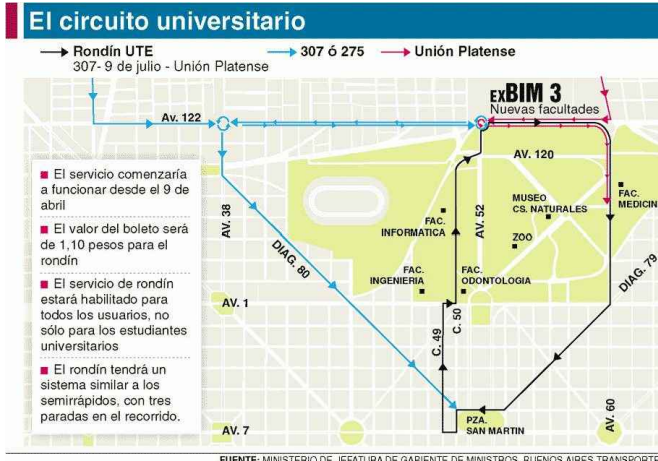 El circuito universitario
Rondín UTE
307- 9 de julio - Unión Platense
307 ó 275
Unión Platense
EXBIM 3
Nuevas facultades
Av. 122
AV. 120
El servicio comenzaría
a funcionar desde el 9 de
abril
El valor del boleto será
de 1,10 pesos para el
rondín
El servicio de rondín
estará habilitado para
todos los usuarios, no
sólo para los estudiantes
universitarios
El rondín tendrá un
sistema similar a los
semirrápidos, con tres
paradas en el recorrido.
AV. 38
DIAG. 80
FAC.
INFORMATICA
AV. 52
MUSEO
CS. NATURALES
ZOO
FAC.
MEDICIN
FAC.
INGENIERIA
FAC.
ODONTOLOGIA
DIAG. 79
AV. 1
C. 49
C. 50
AV. 60
PZA.
SAN MARTIN
AV. 7
FUENTE: MINISTERIO DE JEFATURA DE GABIENTE DE MINISTROS, BUENOS AIRES TRANSPORTE